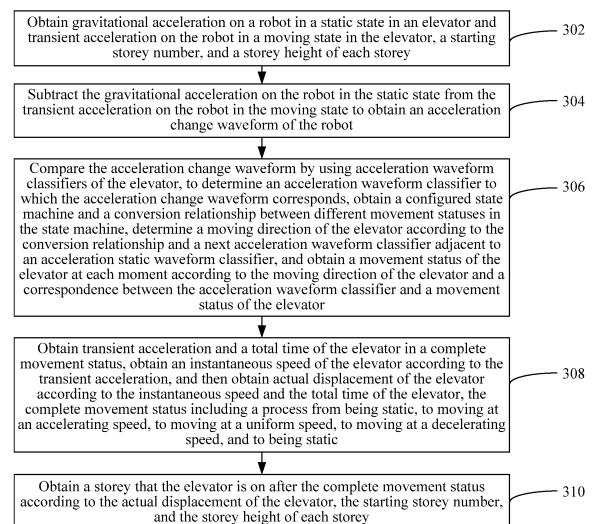 Obtain gravitational acceleration on a robot in a static state in an elevator and
transient acceleration on the robot in a moving state in the elevator, a starting
storey number, and a storey height of each storey
302
Subtract the gravitational acceleration on the robot in the static state from the
transient acceleration on the robot in the moving state to obtain an acceleration
change waveform of the robot
304
Compare the acceleration change waveform by using acceleration waveform
classifiers of the elevator, to determine an acceleration waveform classifier to
which the acceleration change waveform corresponds, obtain a configured state
machine and a conversion relationship between different movement statuses in
the state machine, determine a moving direction of the elevator according to the
conversion relationship and a next acceleration waveform classifier adjacent to
an acceleration static waveform classifier, and obtain a movement status of the
elevator at each moment according to the moving direction of the elevator and a
correspondence between the acceleration waveform classifier and a movement
status of the elevator
306
Obtain transient acceleration and a total time of the elevator in a complete
movement status, obtain an instantaneous speed of the elevator according to the
transient acceleration, and then obtain actual displacement of the elevator
according to the instantaneous speed and the total time of the elevator, the
complete movement status including a process from being static, to moving at
an accelerating speed, to moving at a uniform speed, to moving at a decelerating
speed, and to being static
308
Obtain a storey that the elevator is on after the complete movement status
according to the actual displacement of the elevator, the starting storey number,
and the storey height of each storey
310